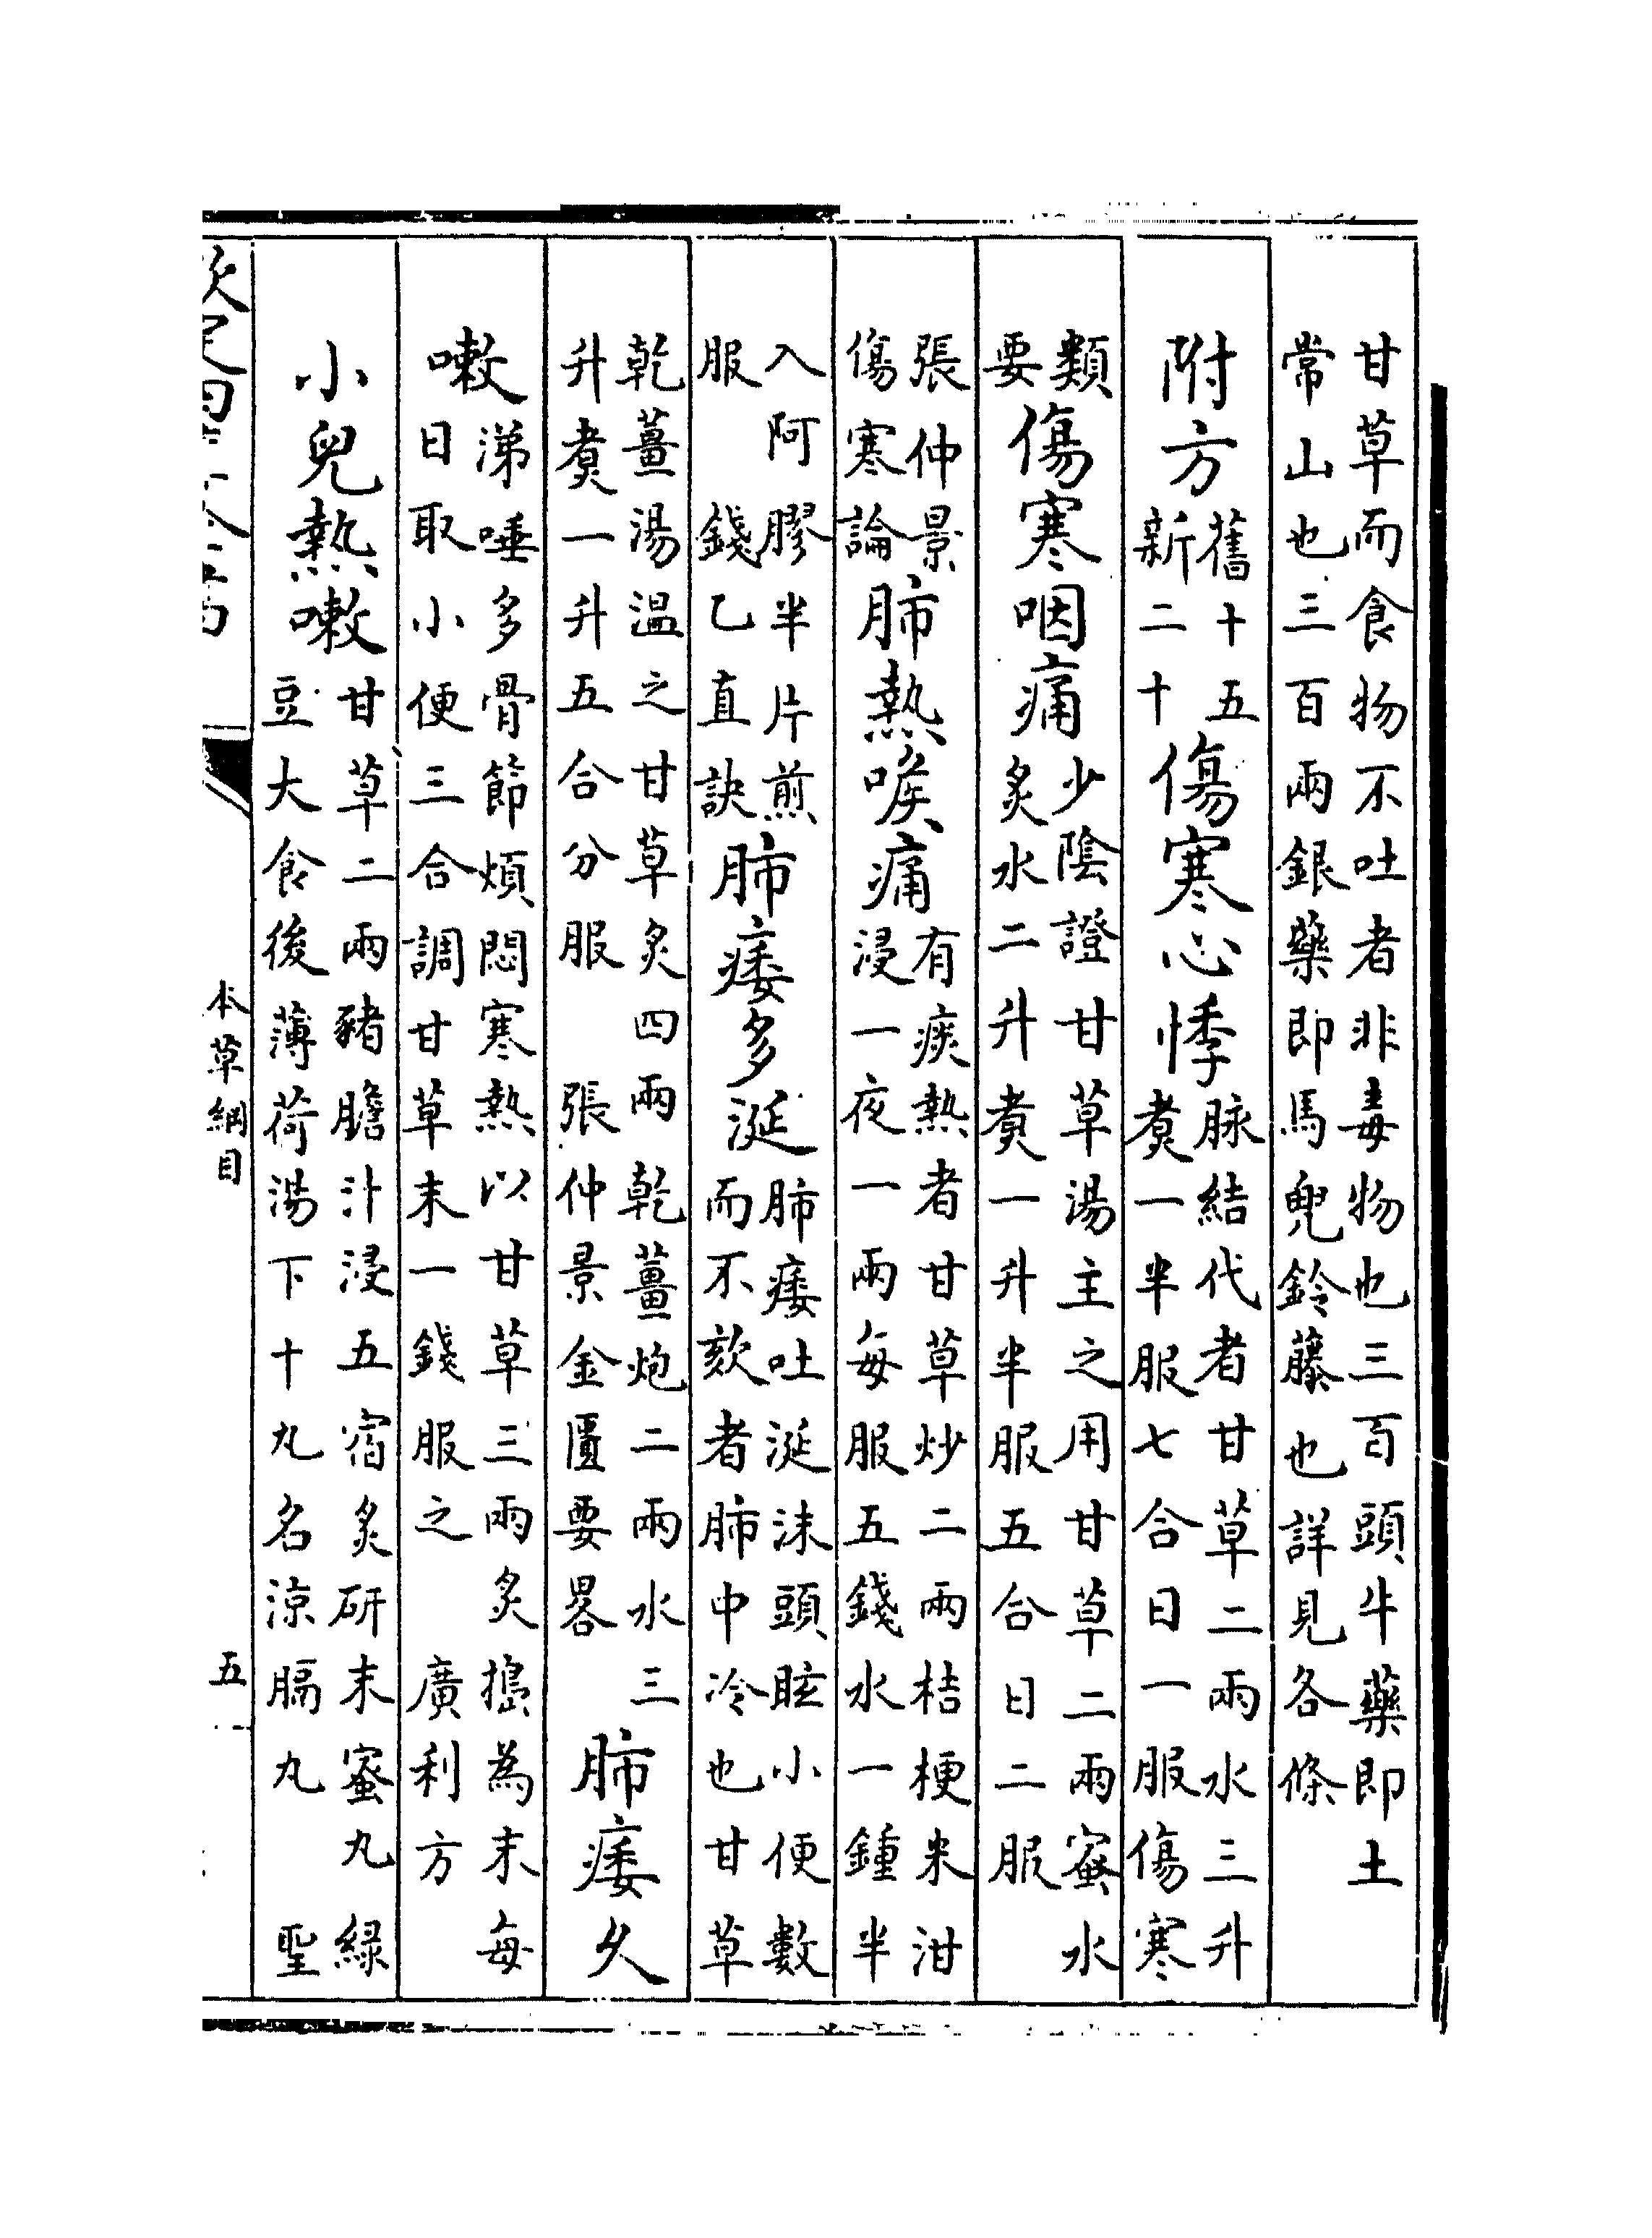 甘草而食物不吐者非毒物也三百頭牛藥即土常山也三百兩銀藥即馬兜鈴藤也詳見各條
附方舊十五新二十傷寒心悸脉結代者甘草二兩水三升煑一半服七合日一服傷寒
類要傷寒咽痛少陰證甘草湯主之用甘草二兩蜜水炙水二升煑一升半服五合日二服
張仲景傷寒論肺熱喉痛有痰熱者甘草炒二兩桔梗米泔浸一夜一兩每服五錢水一鍾半
入阿膠半片煎服 錢乙直訣肺痿多涎肺痿吐涎沫頭眩小便數而不欬者肺中冷也甘草
乾薑湯温之甘草炙四兩乾薑炮二兩水三升煑一升五合分服 張仲景金匱要畧肺痿久
嗽涕唾多骨節煩悶寒熱以甘草三兩炙搗為末每日取小便三合調甘草末一錢服之 廣利方
小兒熱嗽甘草二兩豬膽汁浸五宿炙研末蜜丸緑豆大食後薄荷湯下十丸名涼膈丸 聖
本草綱目 五